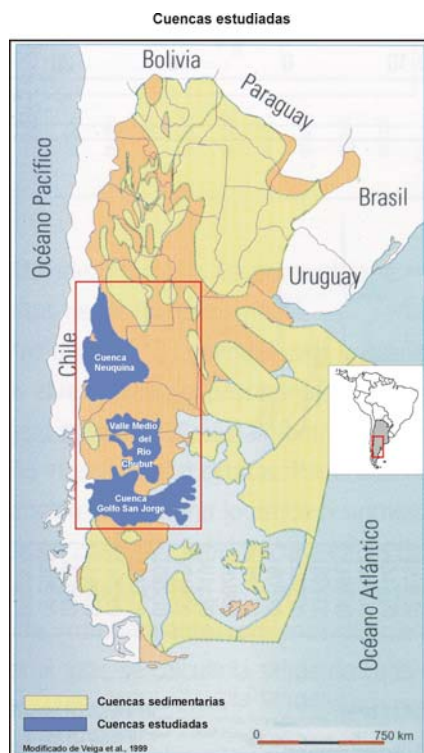 Cuencas estudiadas
Bolivia
Paraguay
Océano Pacífico
Brasil
Uruguay
Chile
Cuenca
Neuquina
Valle Medio
del
Río
Chubut
Cuenca
Golfo San Jorge
Océano Atlántico
Cuencas sedimentarias
Cuencas estudiadas
Modificado de Veiga et al., 1999
0 750 km